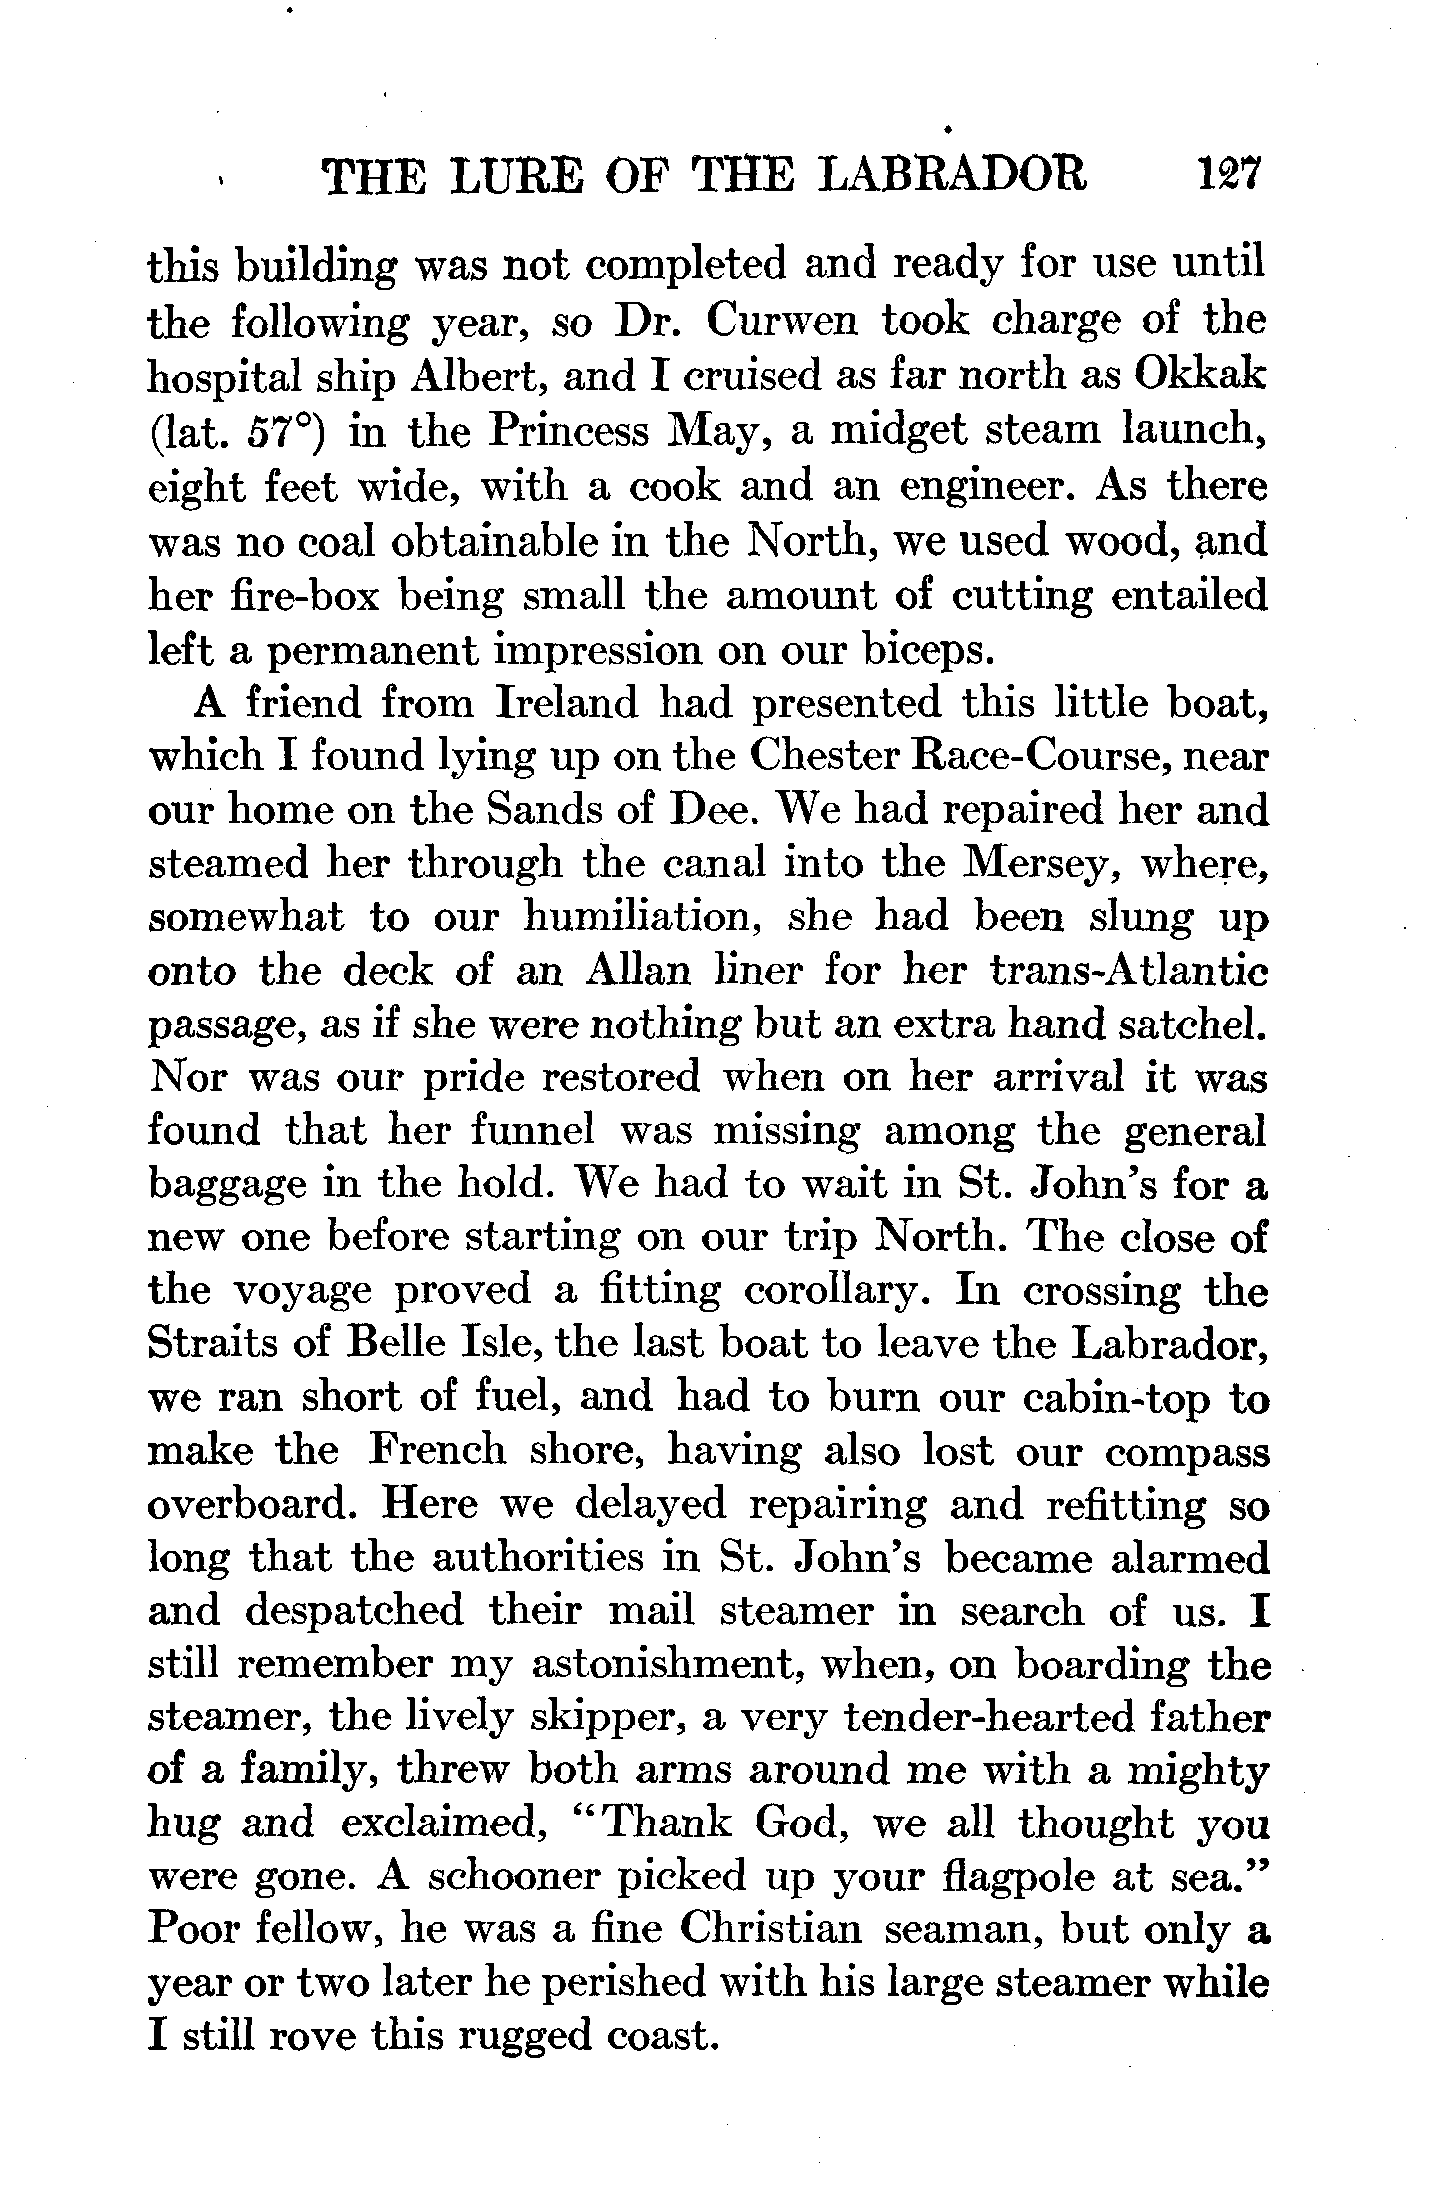 THE LURE OF THE LABRADOR 127
this building was not completed and ready for use until
the following year, so Dr. Curwen took charge of the
hospital ship Albert, and I cruised as far north as Okkak
(lat. 57°) in the Princess May, a midget steam launch,
eight feet wide, with a cook and an engineer. As there
was no coal obtainable in the North, we used wood, and
her fire-box being small the amount of cutting entailed
left a permanent impression on our biceps.
A friend from Ireland had presented this little boat,
which I found lying up on the Chester Race-Course, near
our home on the Sands of Dee. We had repaired her and
steamed her through the canal into the Mersey, where,
somewhat to our humiliation, she had been slung up
onto the deck of an Allan liner for her trans-Atlantic
passage, as if she were nothing but an extra hand satchel.
Nor was our pride restored when on her arrival it was
found that her funnel was missing among the general
baggage in the hold. We had to wait in St. John's for a
new one before starting on our trip North. The close of
the voyage proved a fitting corollary. In crossing the
Straits of Belle Isle, the last boat to leave the Labrador,
we ran short of fuel, and had to burn our cabin-top to
make the French shore, having also lost our compass
overboard. Here we delayed repairing and refitting so
long that the authorities in St. John's became alarmed
and despatched their mail steamer in search of us. I
still remember my astonishment, when, on boarding the
steamer, the lively skipper, a very tender-hearted father
of a family, threw both arms around me with a mighty
hug and exclaimed, "Thank God, we all thought you
were gone. A schooner picked up your flagpole at sea."
Poor fellow, he was a fine Christian seaman, but only a
year or two later he perished with his large steamer while
I still rove this rugged coast.